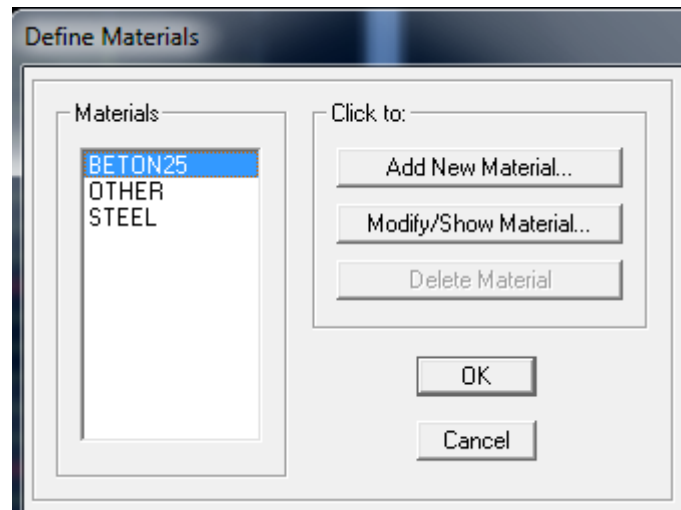 Define Materials
Materials
BETON25
OTHER
STEEL
Click to:
Add New Material...
Modify/Show Material...
Delete Material
OK
Cancel